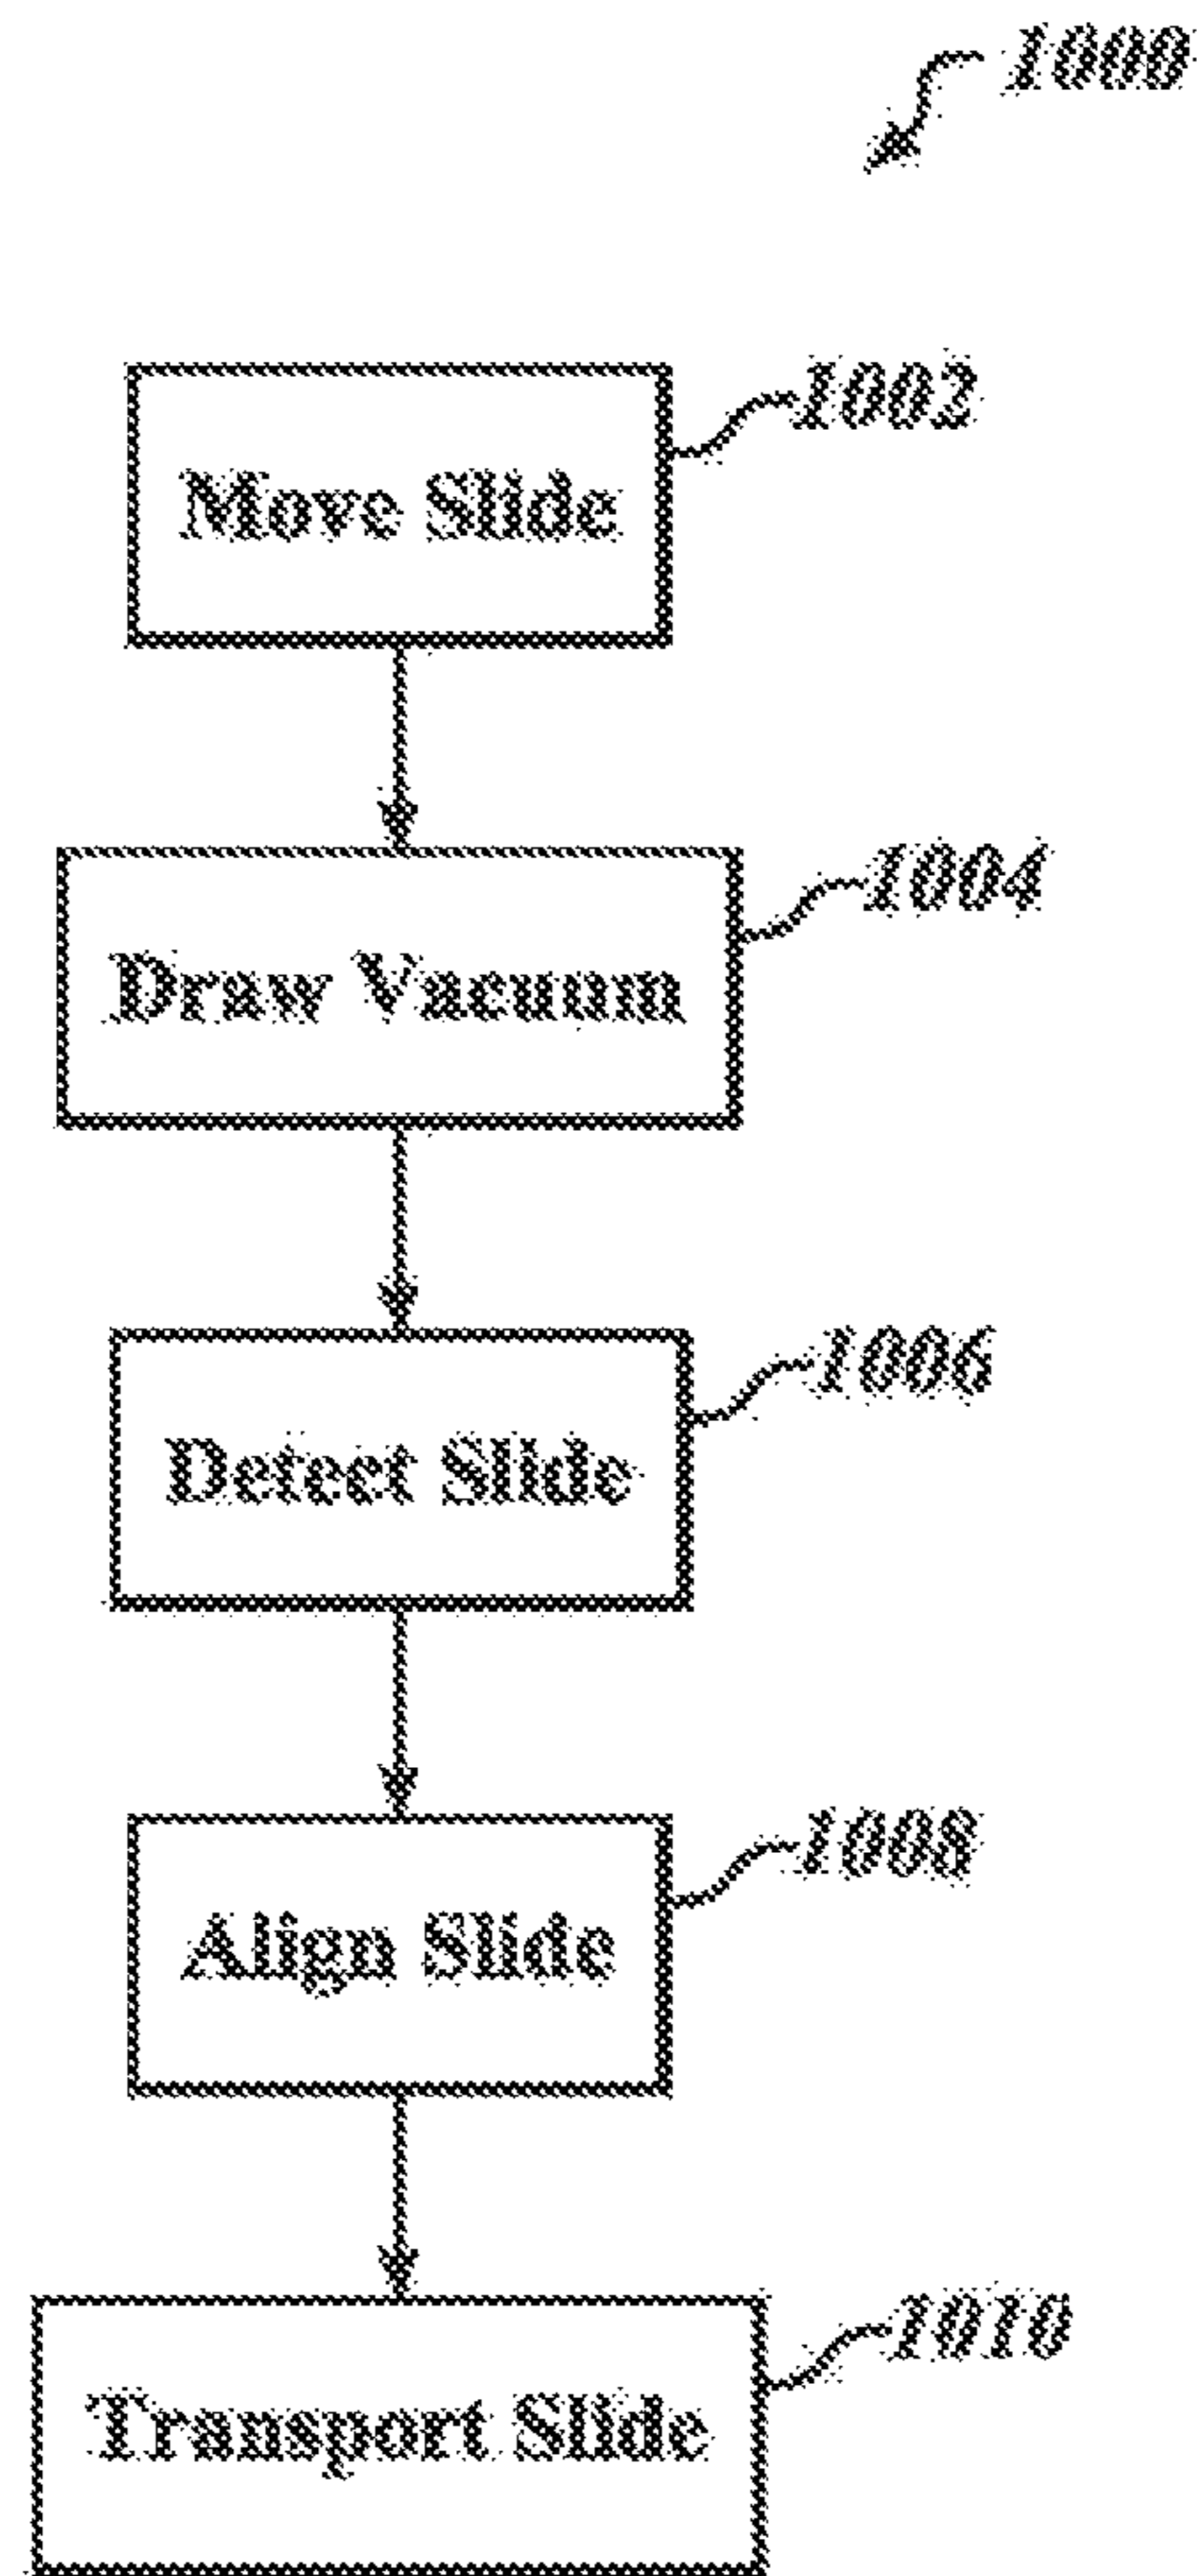 1000
1002
Move Slide
1004
Draw Vacuum
1006
Detect Slide
1008
Align Slide
1010
Transport Slide